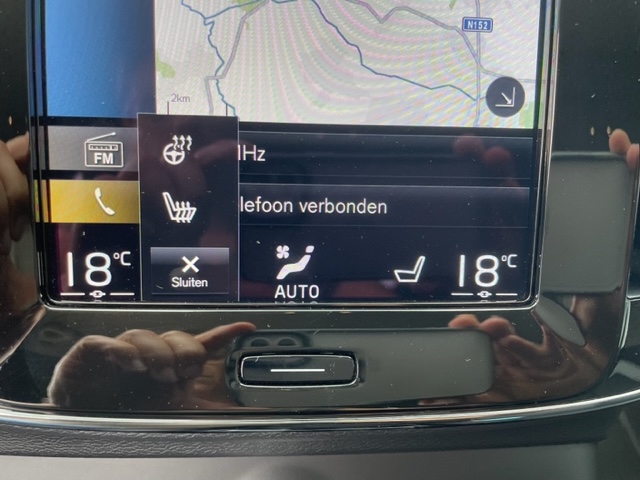 N152
2km
FM
Hz
lefoon verbonden
18°C
Sluiten
AUTO
18°C